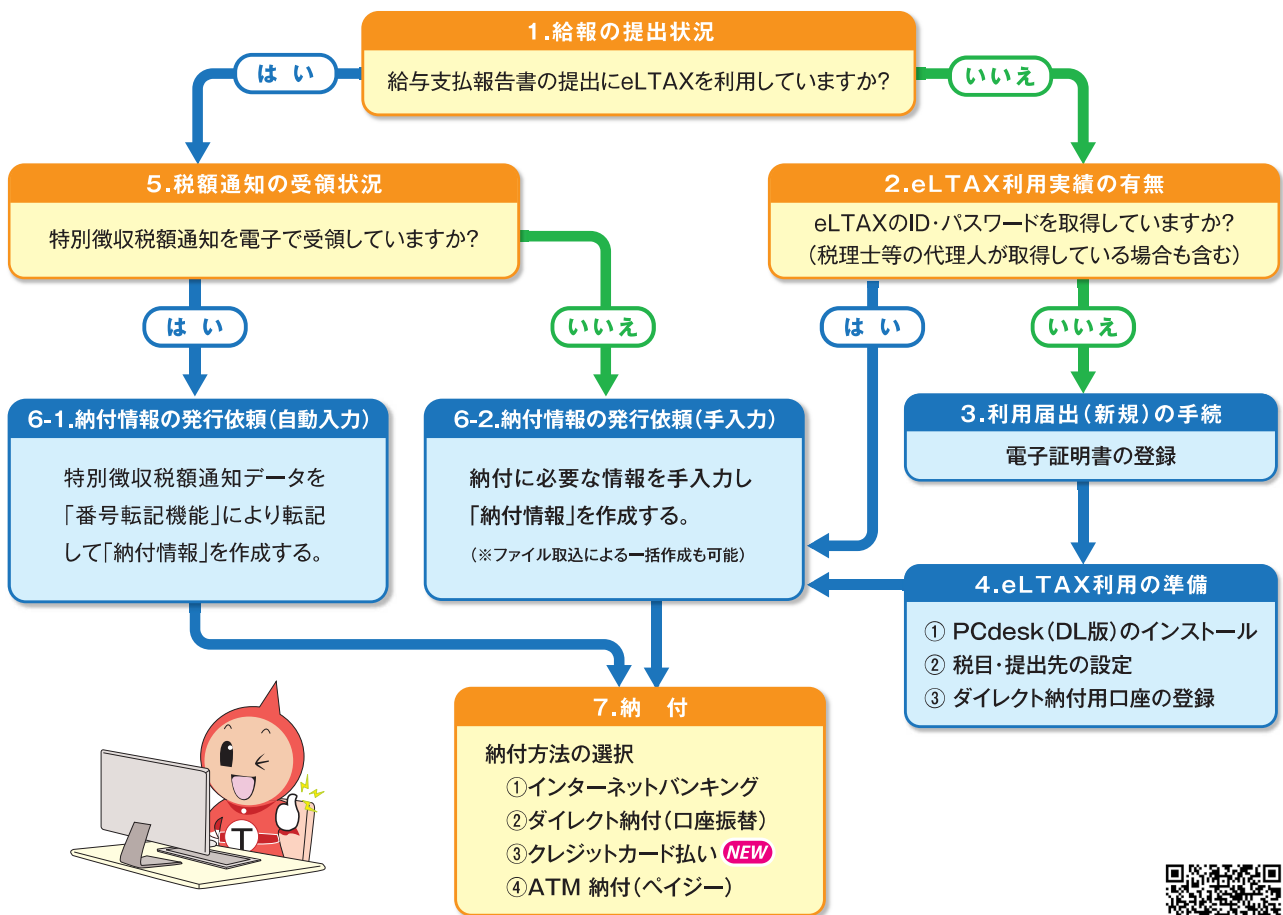 1.給報の提出状況
給与支払報告書の提出にeLTAXを利用していますか?
はい
いいえ
5.税額通知の受領状況
特別徴収税額通知を電子で受領していますか?
2.eLTAX利用実績の有無
eLTAXのID・パスワードを取得していますか?
(税理士等の代理人が取得している場合も含む)
はい
いいえ
はい
いいえ
6-1.納付情報の発行依頼(自動入力)
特別徴収税額通知データを
「番号転記機能」により転記
して「納付情報」を作成する。
6-2.納付情報の発行依頼(手入力)
納付に必要な情報を手入力し
「納付情報」を作成する。
(※ファイル取込による一括作成も可能)
3.利用届出(新規)の手続
電子証明書の登録
4.eLTAX利用の準備
① PCdesk(DL版)のインストール
② 税目・提出先の設定
③ ダイレクト納付用口座の登録
7.納 付
納付方法の選択
①インターネットバンキング
②ダイレクト納付(口座振替)
③クレジットカード払い NEW
④ATM 納付(ペイジー)
T